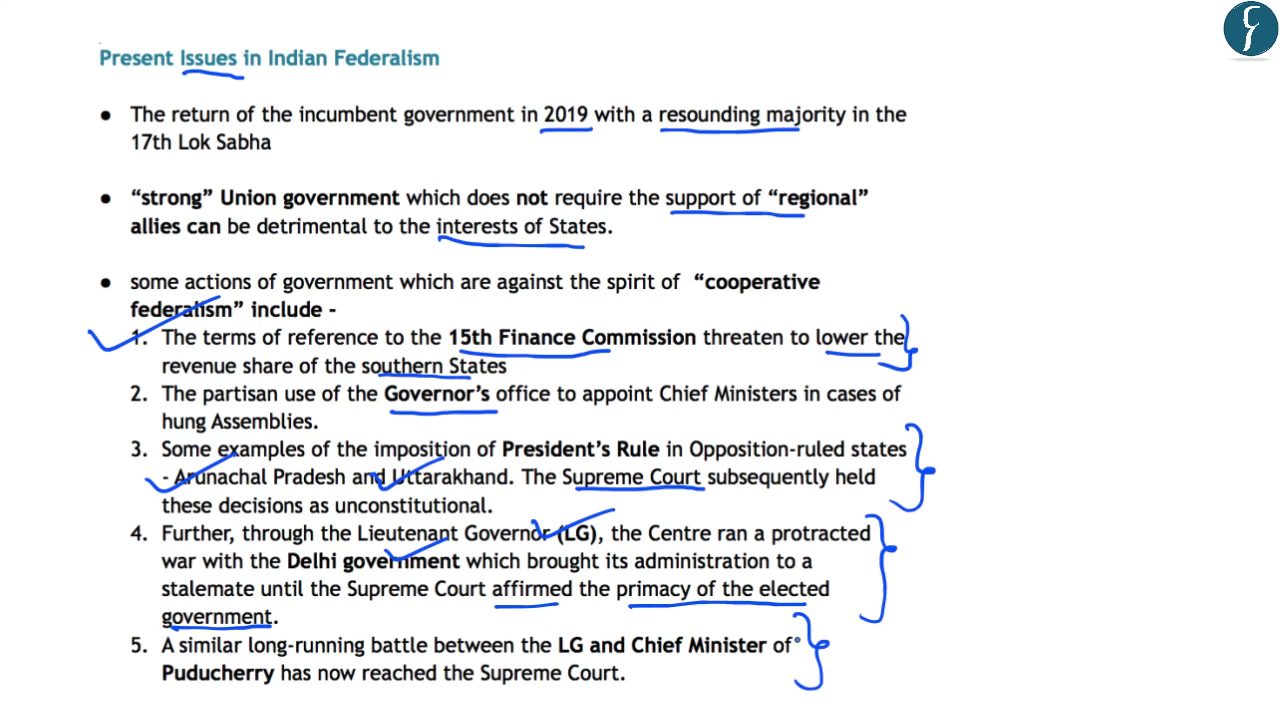 Present Issues in Indian Federalism
● The return of the incumbent government in 2019 with a resounding majority in the
17th Lok Sabha
● “strong” Union government which does not require the support of “regional”
allies can be detrimental to the interests of States.
● some actions of government which are against the spirit of “cooperative
federalism” include -
1. The terms of reference to the 15th Finance Commission threaten to lower the
revenue share of the southern States
2. The partisan use of the Governor’s office to appoint Chief Ministers in cases of
hung Assemblies.
3. Some examples of the imposition of President’s Rule in Opposition-ruled states
- Arunachal Pradesh and Uttarakhand. The Supreme Court subsequently held
these decisions as unconstitutional.
4. Further, through the Lieutenant Governor (LG), the Centre ran a protracted
war with the Delhi government which brought its administration to a
stalemate until the Supreme Court affirmed the primacy of the elected
government.
5. A similar long-running battle between the LG and Chief Minister of
Puducherry has now reached the Supreme Court.